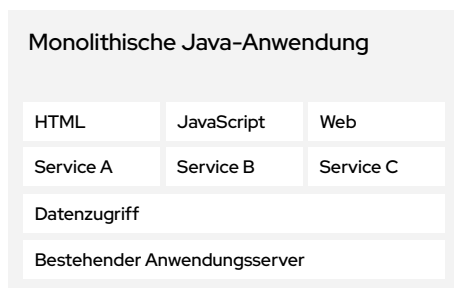 Monolithische Java-Anwendung
HTML JavaScript Web
Service A Service B Service C
Datenzugriff
Bestehender Anwendungsserver